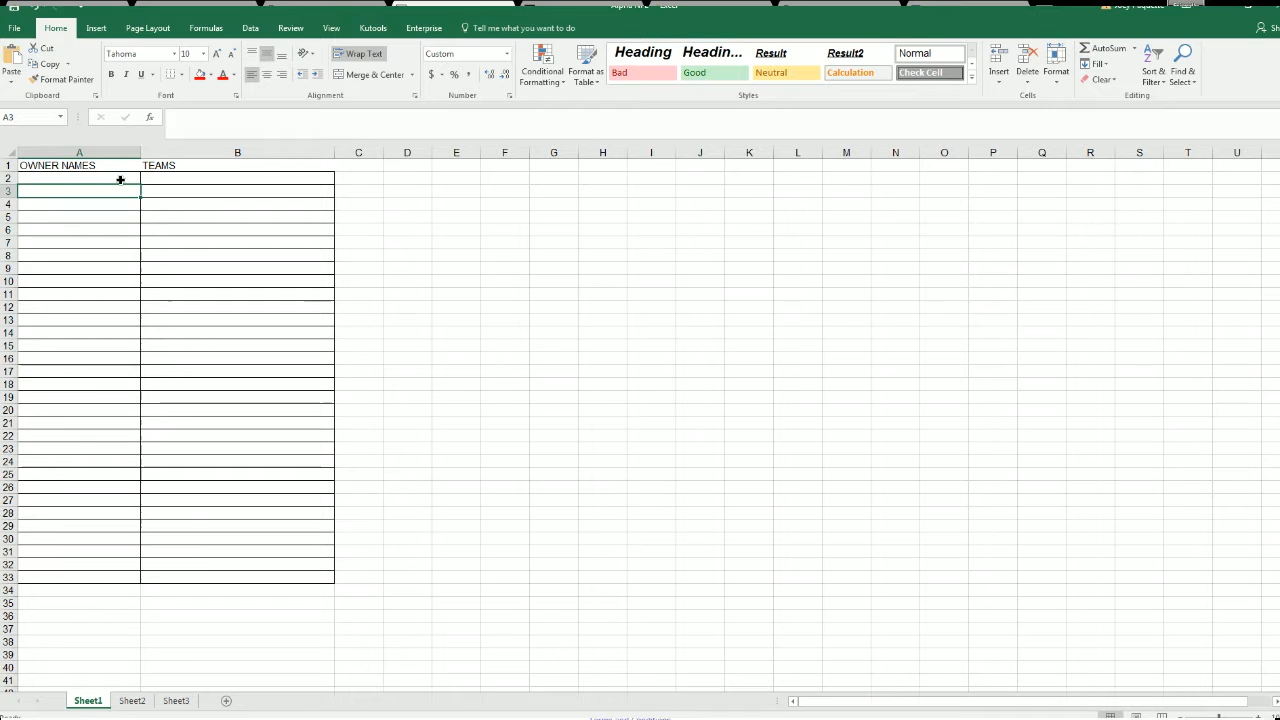 File Home Insert Page Layout Formulas Data Review View Kutools Enterprise Tell me what you want to do
Paste Cut Copy Format Painter Clipboard
Tahoma 10 B I U Font
Wrap Text Merge & Center Alignment
Custom $ % Number
Conditional Formatting Format as Table
Heading Headin... Result Result2 Normal
Bad Good Neutral Calculation Check Cell
Styles
Insert Delete Format Cells
AutoSum Fill Clear Sort & Filter Find & Select Editing
A3 fx
A B C D E F G H I J K L M N O P Q R S T U
1 OWNER NAMES TEAMS
2
3
4
5
6
7
8
9
10
11
12
13
14
15
16
17
18
19
20
21
22
23
24
25
26
27
28
29
30
31
32
33
34
35
36
37
38
39
40
41
Sheet1 Sheet2 Sheet3